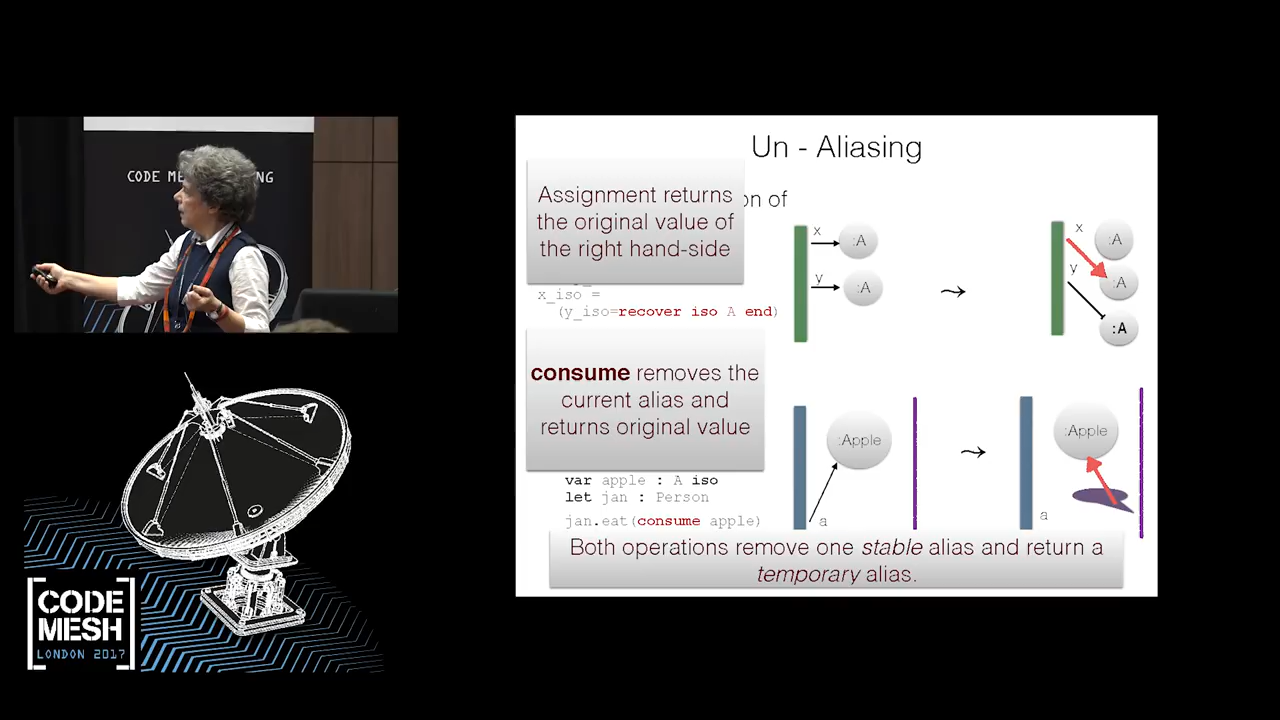 CODE ME
NG
Un - Aliasing
Assignment returns
the original value of
the right hand-side
on of
x_iso =
(y_iso=recover iso A end)
x
:A
y
:A
x
:A
y
:A
:A
consume removes the
current alias and
returns original value
var apple : A iso
let jan : Person
jan.eat(consume apple)
:Apple
a
:Apple
a
Both operations remove one stable alias and return a
temporary alias.
CODE
MESH
LONDON 2017